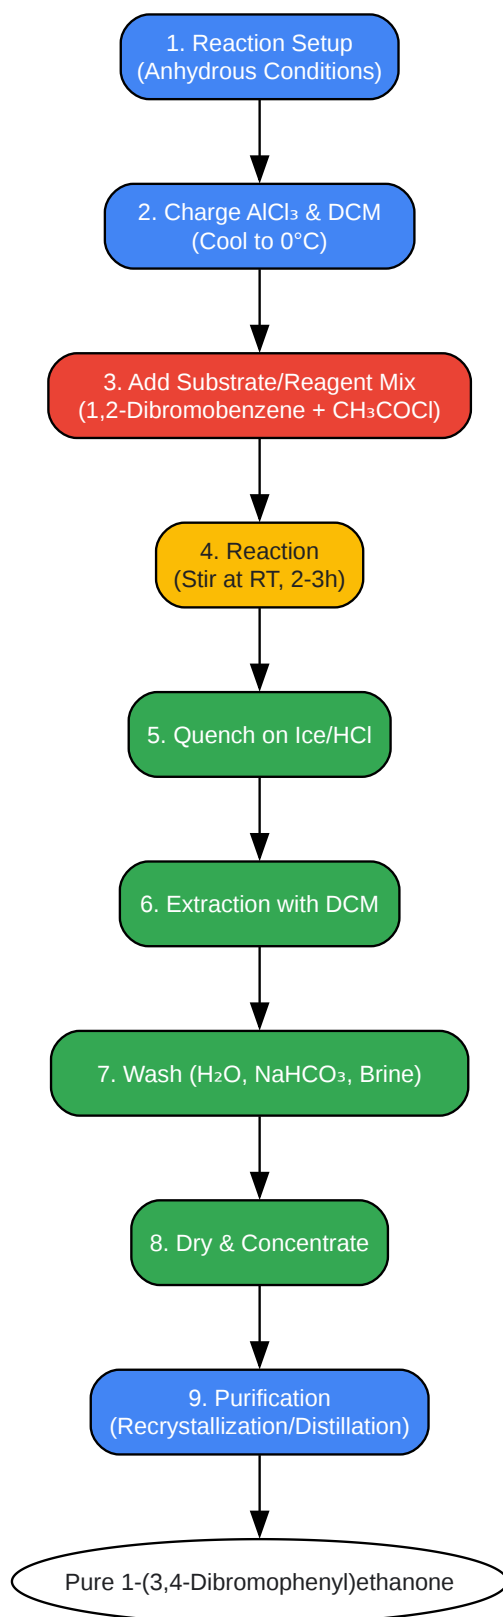 1. Reaction Setup
(Anhydrous Conditions)
2. Charge AlCl₃ & DCM
(Cool to 0°C)
3. Add Substrate/Reagent Mix
(1,2-Dibromobenzene + CH₃COCl)
4. Reaction
(Stir at RT, 2-3h)
5. Quench on Ice/HCl
6. Extraction with DCM
7. Wash (H₂O, NaHCO₃, Brine)
8. Dry & Concentrate
9. Purification
(Recrystallization/Distillation)
Pure 1-(3,4-Dibromophenyl)ethanone